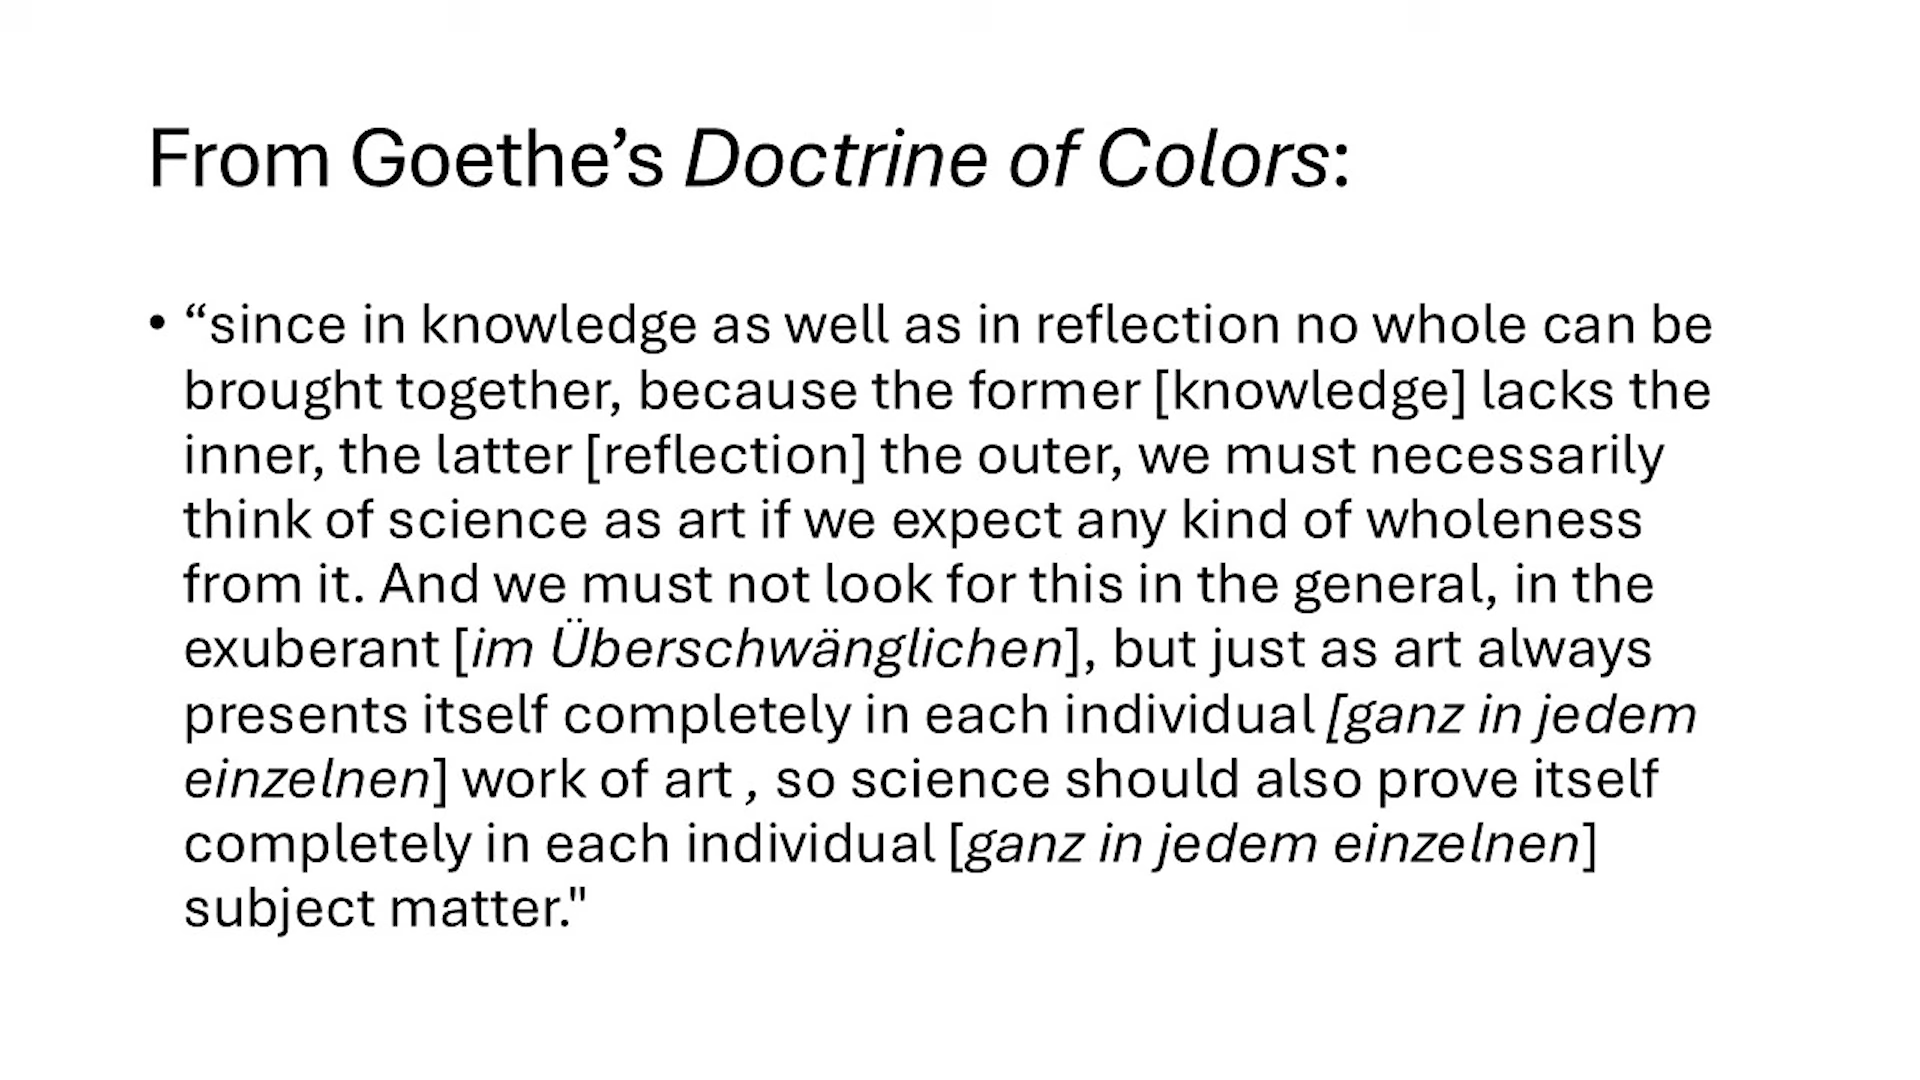 From Goethe’s Doctrine of Colors:
• “since in knowledge as well as in reflection no whole can be
brought together, because the former [knowledge] lacks the
inner, the latter [reflection] the outer, we must necessarily
think of science as art if we expect any kind of wholeness
from it. And we must not look for this in the general, in the
exuberant [im Überschwänglichen], but just as art always
presents itself completely in each individual [ganz in jedem
einzelnen] work of art , so science should also prove itself
completely in each individual [ganz in jedem einzelnen]
subject matter."